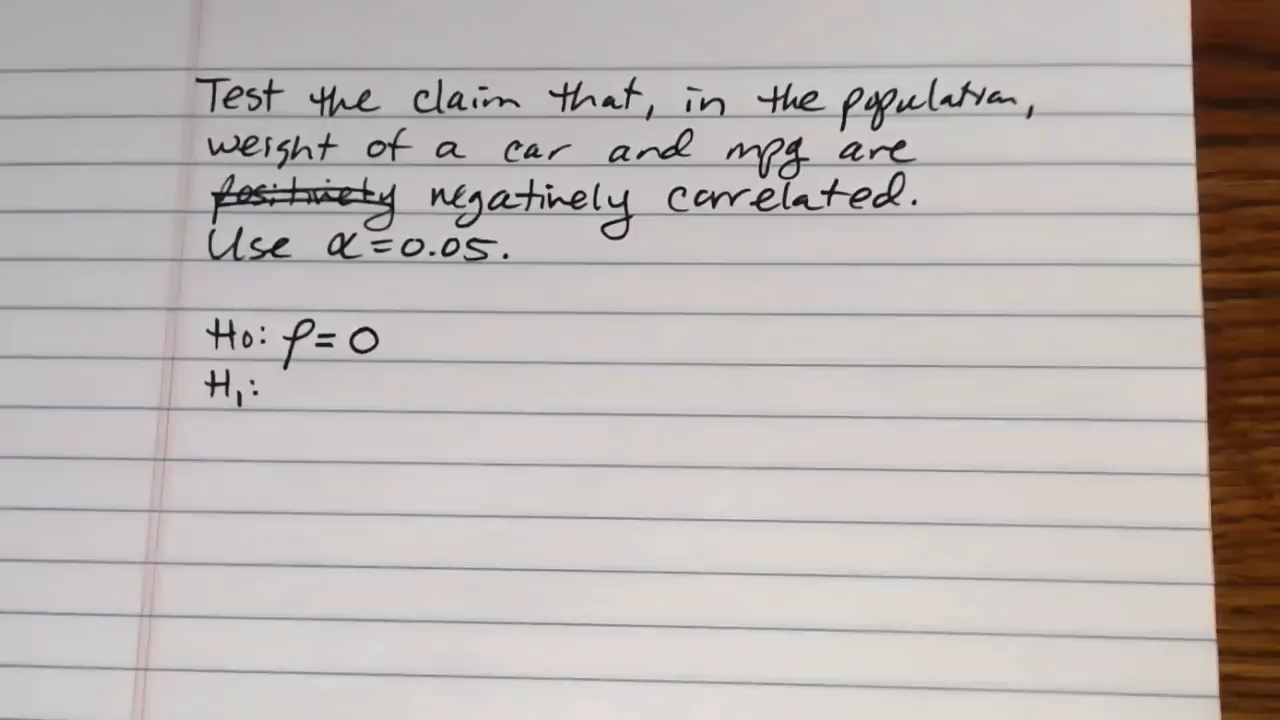 Test the claim that, in the population,
weight of a car and mpg are
positively negatively correlated.
Use α=0.05.
H0: ρ=0
H1: